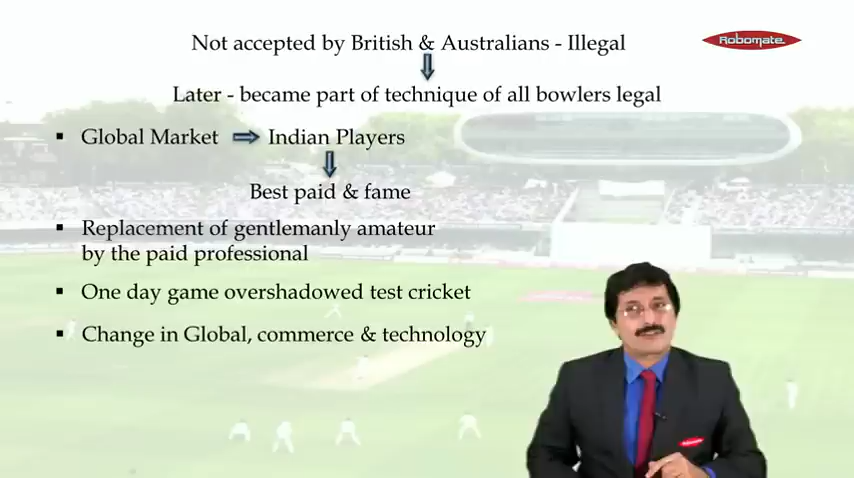 Not accepted by British & Australians - Illegal
Robomate
Later - became part of technique of all bowlers legal
▪ Global Market ⇨ Indian Players
Best paid & fame
▪ Replacement of gentlemanly amateur
by the paid professional
▪ One day game overshadowed test cricket
▪ Change in Global, commerce & technology
Robomate